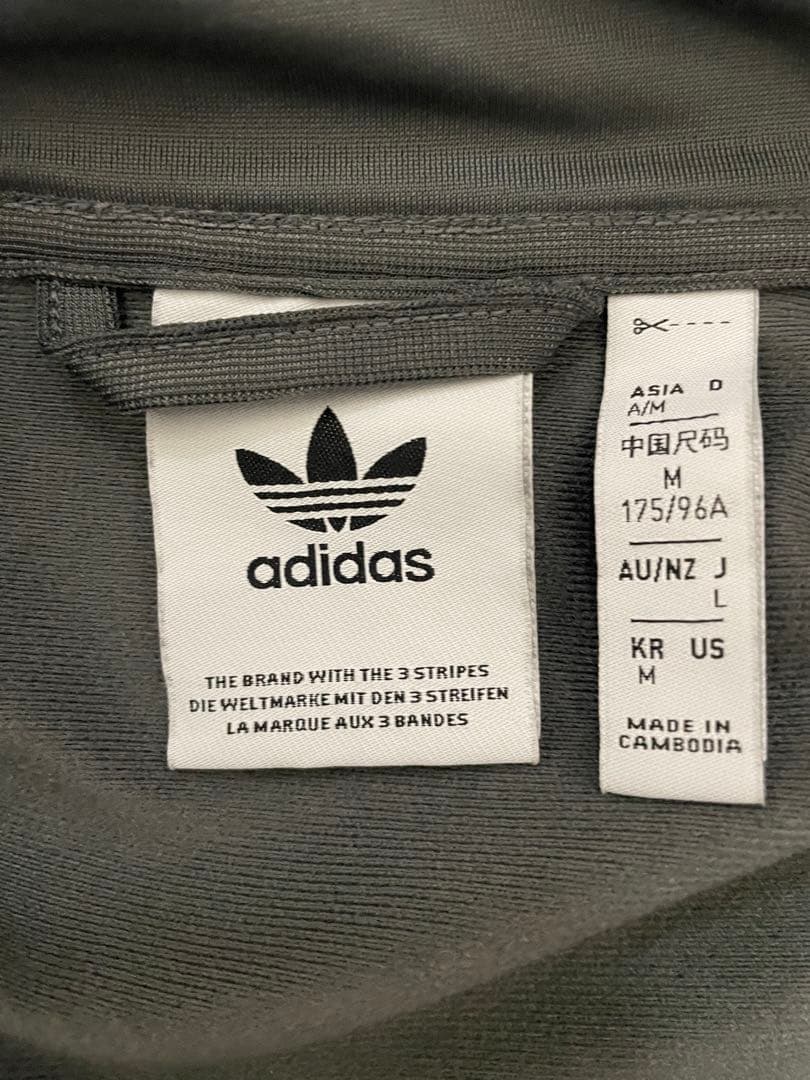 adidas
THE BRAND WITH THE 3 STRIPES
DIE WELTMARKE MIT DEN 3 STREIFEN
LA MARQUE AUX 3 BANDES
ASIA D
A/M
中国尺码
M
175/96A
AU/NZ J
L
KR US
M
MADE IN
CAMBODIA